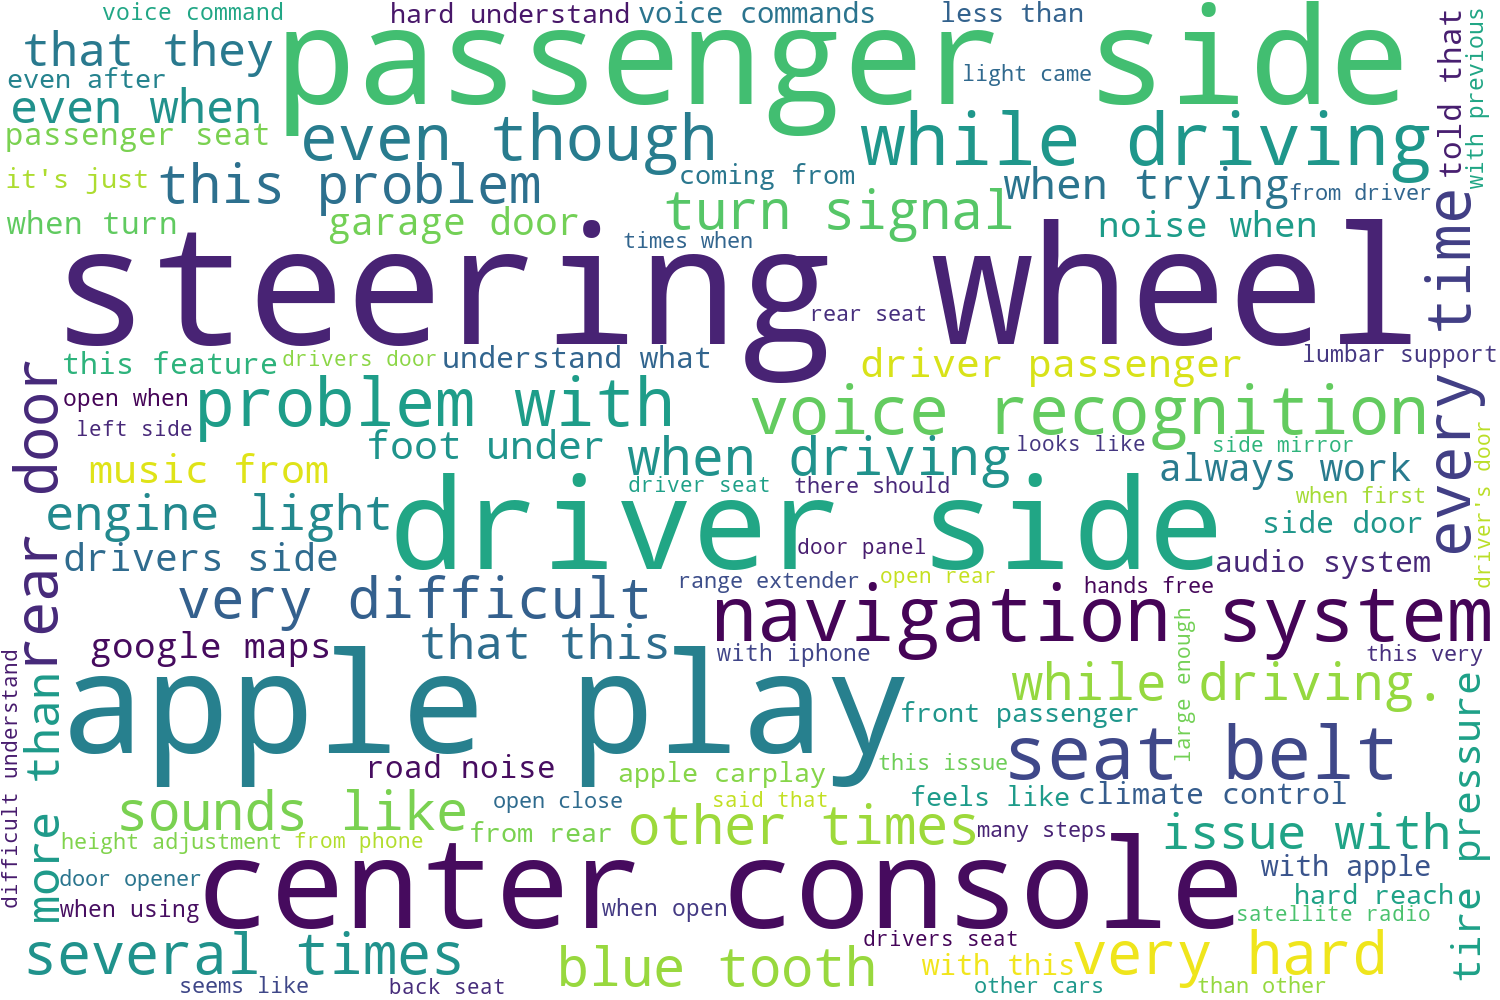 voice command
hard understand
voice commands
less than
that they
passenger side
told that
with previous
even after
light came
even when
even though
while driving
passenger seat
it's just
this problem
coming from
when trying
from driver
when turn
garage door
turn signal
noise when
every time
times when
steering wheel
rear seat
this feature
drivers door
understand what
driver passenger
lumbar support
rear door
open when
problem with
voice recognition
left side
foot under
when driving
looks like
side mirror
music from
always work
driver seat
there should
when first
driver's door
engine light
driver side
side door
drivers side
door panel
audio system
very difficult
range extender
open rear
hands free
navigation system
google maps
that this
with iphone
large enough
this very
difficult understand
more than
apple play
while driving.
front passenger
tire pressure
seat belt
road noise
apple carplay
this issue
sounds like
open close
said that
feels like
climate control
height adjustment
from phone
from rear
other times
many steps
issue with
door opener
center console
with apple
when using
when open
hard reach
satellite radio
several times
blue tooth
drivers seat
with this
very hard
seems like
back seat
other cars
than other